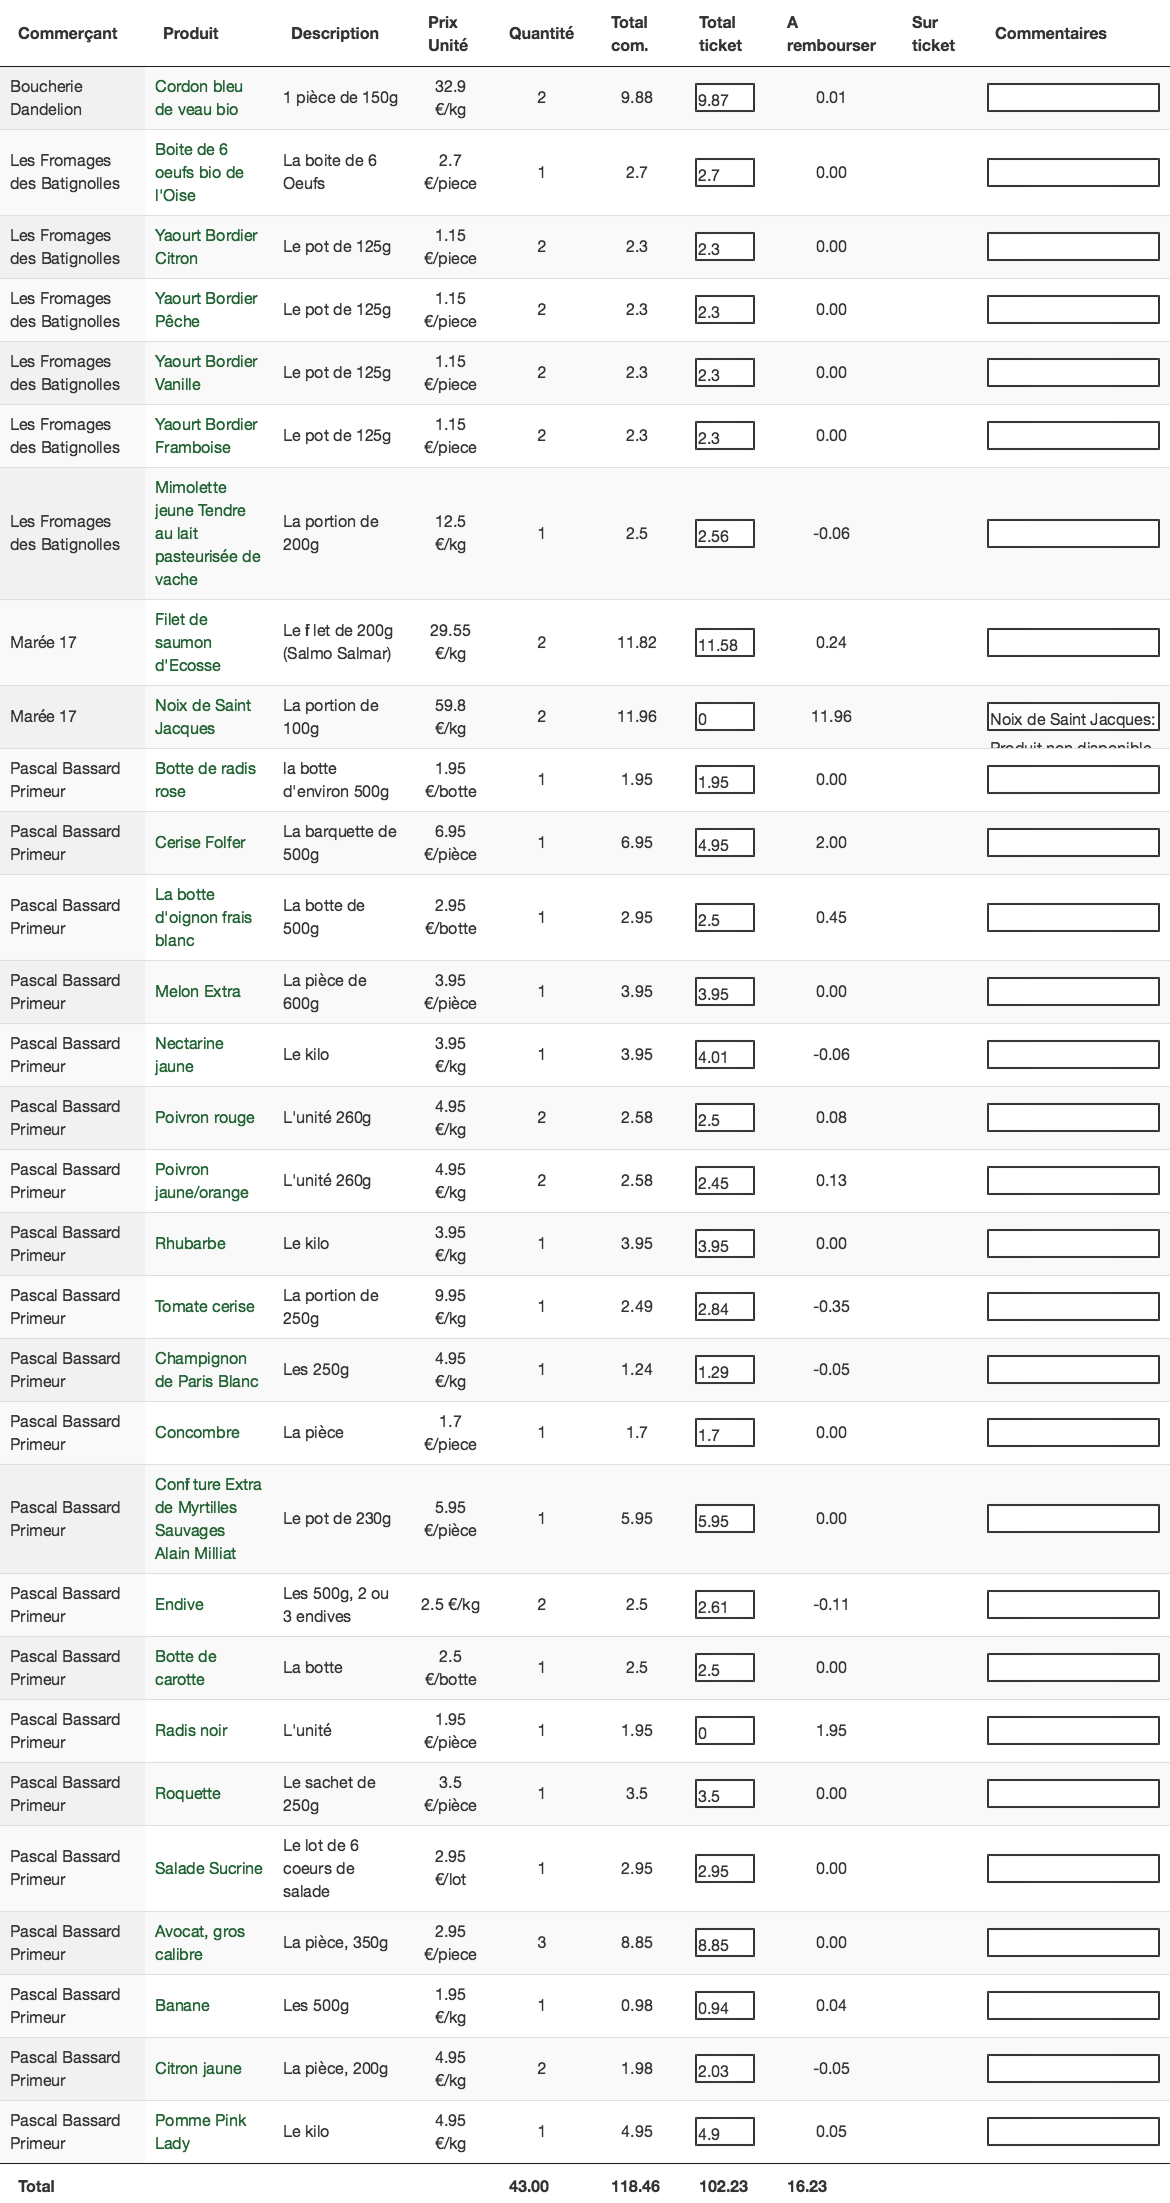 Commerçant Produit Description Prix Unité Quantité Total com. Total ticket A rembourser Sur ticket Commentaires
Boucherie Dandelion Cordon bleu de veau bio 1 pièce de 150g 32.9 €/kg 2 9.88 9.87 0.01
Les Fromages des Batignolles Boite de 6 oeufs bio de l'Oise La boite de 6 Oeufs 2.7 €/piece 1 2.7 2.7 0.00
Les Fromages des Batignolles Yaourt Bordier Citron Le pot de 125g 1.15 €/piece 2 2.3 2.3 0.00
Les Fromages des Batignolles Yaourt Bordier Pêche Le pot de 125g 1.15 €/piece 2 2.3 2.3 0.00
Les Fromages des Batignolles Yaourt Bordier Vanille Le pot de 125g 1.15 €/piece 2 2.3 2.3 0.00
Les Fromages des Batignolles Yaourt Bordier Framboise Le pot de 125g 1.15 €/piece 2 2.3 2.3 0.00
Les Fromages des Batignolles Mimolette jeune Tendre au lait pasteurisée de vache La portion de 200g 12.5 €/kg 1 2.5 2.56 -0.06
Marée 17 Filet de saumon d'Ecosse Le f let de 200g (Salmo Salmar) 29.55 €/kg 2 11.82 11.58 0.24
Marée 17 Noix de Saint Jacques La portion de 100g 59.8 €/kg 2 11.96 0 11.96 Noix de Saint Jacques: Produit non disponible
Pascal Bassard Primeur Botte de radis rose la botte d'environ 500g 1.95 €/botte 1 1.95 1.95 0.00
Pascal Bassard Primeur Cerise Folfer La barquette de 500g 6.95 €/pièce 1 6.95 4.95 2.00
Pascal Bassard Primeur La botte d'oignon frais blanc La botte de 500g 2.95 €/botte 1 2.95 2.5 0.45
Pascal Bassard Primeur Melon Extra La pièce de 600g 3.95 €/pièce 1 3.95 3.95 0.00
Pascal Bassard Primeur Nectarine jaune Le kilo 3.95 €/kg 1 3.95 4.01 -0.06
Pascal Bassard Primeur Poivron rouge L'unité 260g 4.95 €/kg 2 2.58 2.5 0.08
Pascal Bassard Primeur Poivron jaune/orange L'unité 260g 4.95 €/kg 2 2.58 2.45 0.13
Pascal Bassard Primeur Rhubarbe Le kilo 3.95 €/kg 1 3.95 3.95 0.00
Pascal Bassard Primeur Tomate cerise La portion de 250g 9.95 €/kg 1 2.49 2.84 -0.35
Pascal Bassard Primeur Champignon de Paris Blanc Les 250g 4.95 €/kg 1 1.24 1.29 -0.05
Pascal Bassard Primeur Concombre La pièce 1.7 €/piece 1 1.7 1.7 0.00
Pascal Bassard Primeur Conf ture Extra de Myrtilles Sauvages Alain Milliat Le pot de 230g 5.95 €/pièce 1 5.95 5.95 0.00
Pascal Bassard Primeur Endive Les 500g, 2 ou 3 endives 2.5 €/kg 2 2.5 2.61 -0.11
Pascal Bassard Primeur Botte de carotte La botte 2.5 €/botte 1 2.5 2.5 0.00
Pascal Bassard Primeur Radis noir L'unité 1.95 €/pièce 1 1.95 0 1.95
Pascal Bassard Primeur Roquette Le sachet de 250g 3.5 €/pièce 1 3.5 3.5 0.00
Pascal Bassard Primeur Salade Sucrine Le lot de 6 coeurs de salade 2.95 €/lot 1 2.95 2.95 0.00
Pascal Bassard Primeur Avocat, gros calibre La pièce, 350g 2.95 €/piece 3 8.85 8.85 0.00
Pascal Bassard Primeur Banane Les 500g 1.95 €/kg 1 0.98 0.94 0.04
Pascal Bassard Primeur Citron jaune La pièce, 200g 4.95 €/kg 2 1.98 2.03 -0.05
Pascal Bassard Primeur Pomme Pink Lady Le kilo 4.95 €/kg 1 4.95 4.9 0.05
Total 43.00 118.46 102.23 16.23